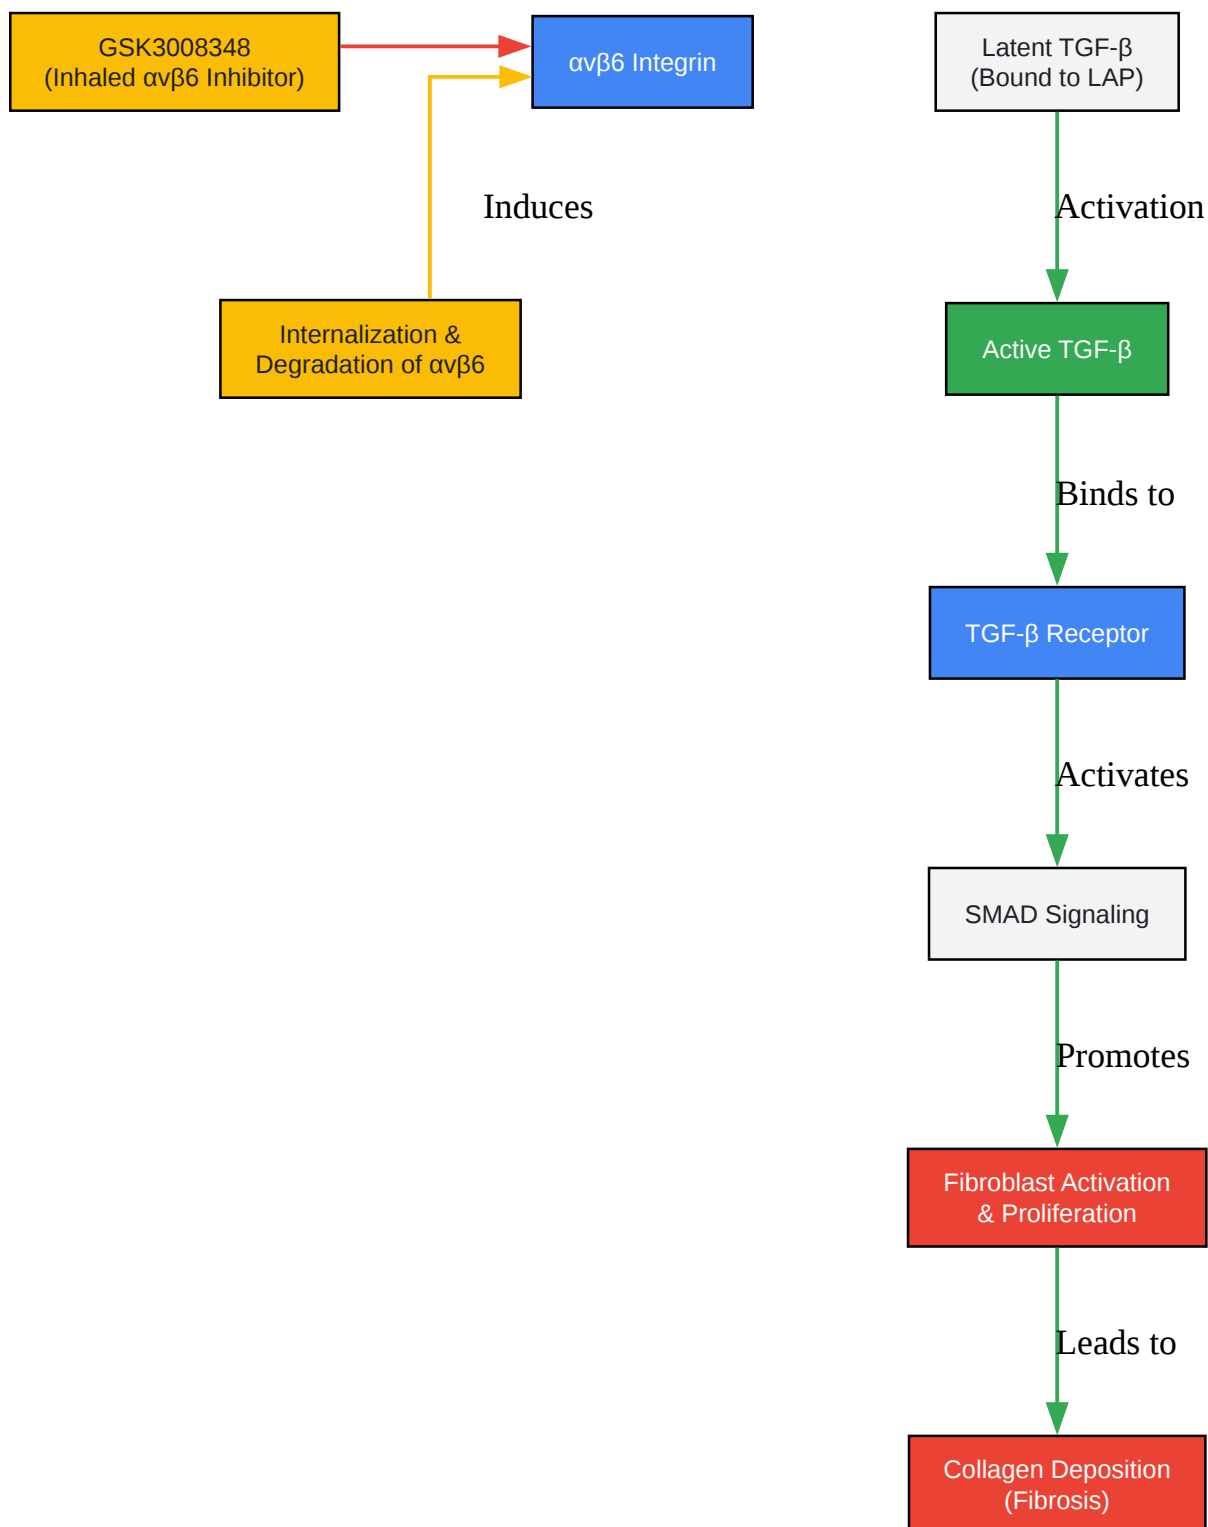 GSK3008348
(Inhaled αvβ6 Inhibitor)
αvβ6 Integrin
Latent TGF-β
(Bound to LAP)
Induces
Activation
Internalization &
Degradation of αvβ6
Active TGF-β
Binds to
TGF-β Receptor
Activates
SMAD Signaling
Promotes
Fibroblast Activation
& Proliferation
Leads to
Collagen Deposition
(Fibrosis)